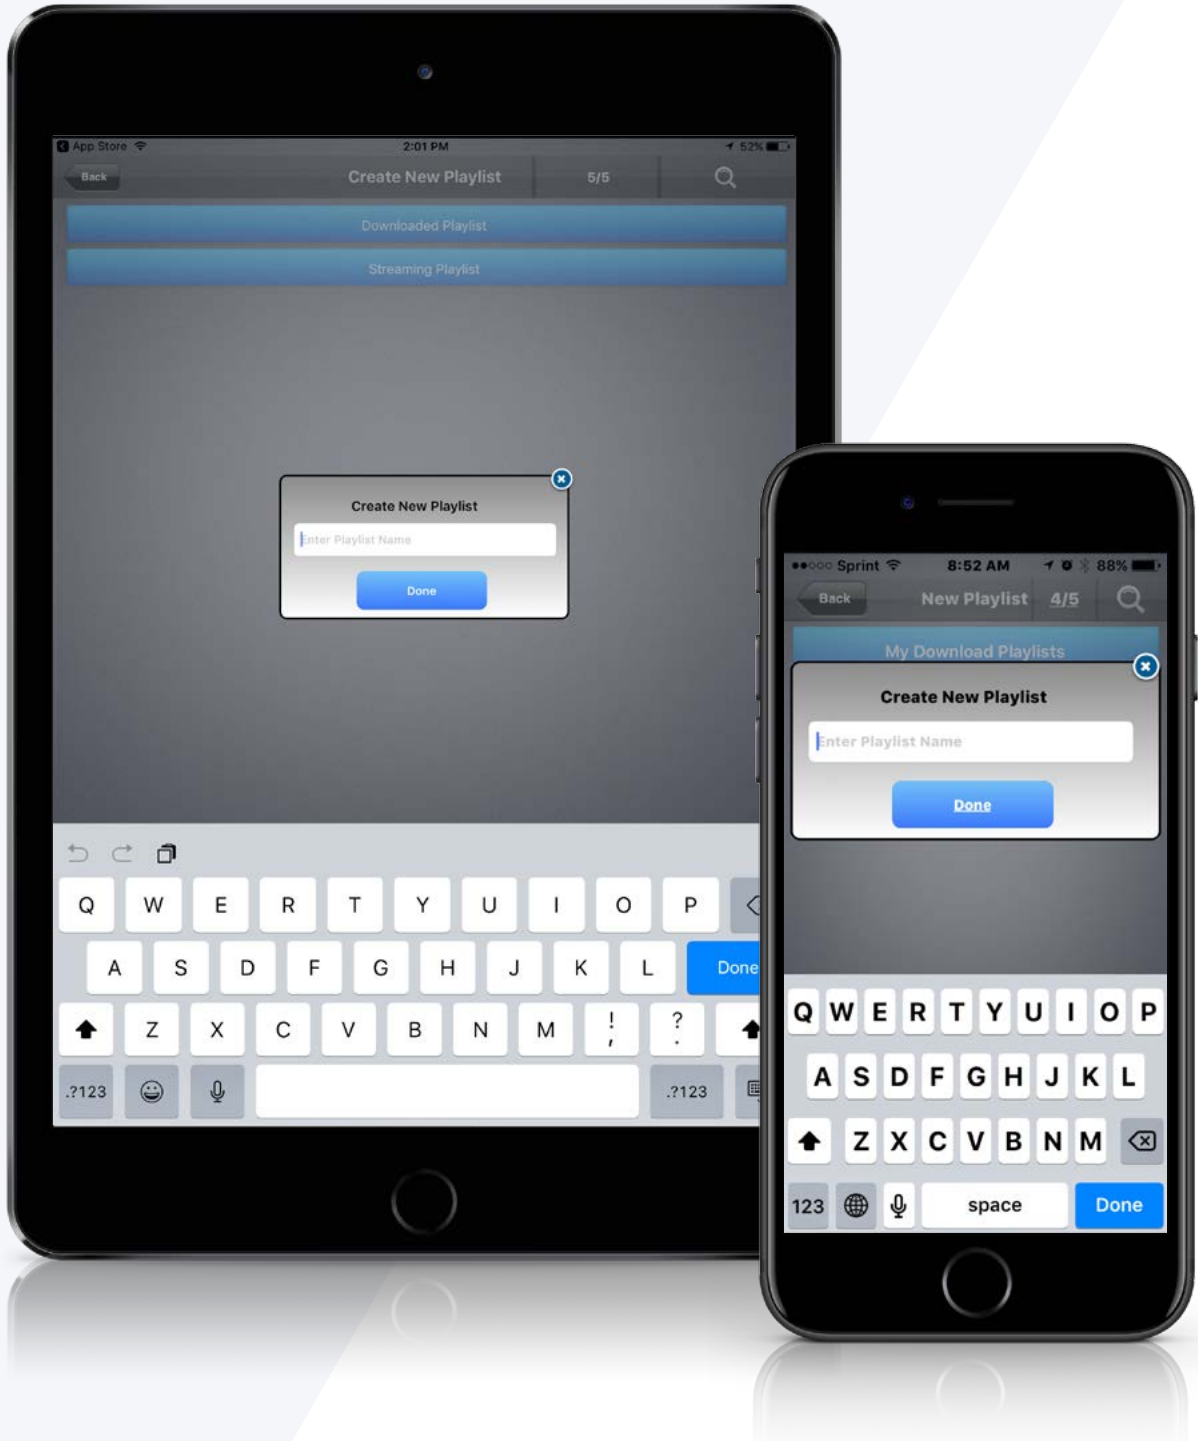 App Store 2:01 PM 52%
Back Create New Playlist 5/5
Downloaded Playlist
Streaming Playlist
Create New Playlist
Enter Playlist Name
Done
Q W E R T Y U I O P
A S D F G H J K L Done
Z X C V B N M ! , ? .
.?123 .?123
Sprint 8:52 AM 88%
Back New Playlist 4/5
My Download Playlists
Create New Playlist
Enter Playlist Name
Done
Q W E R T Y U I O P
A S D F G H J K L
Z X C V B N M
123 space Done